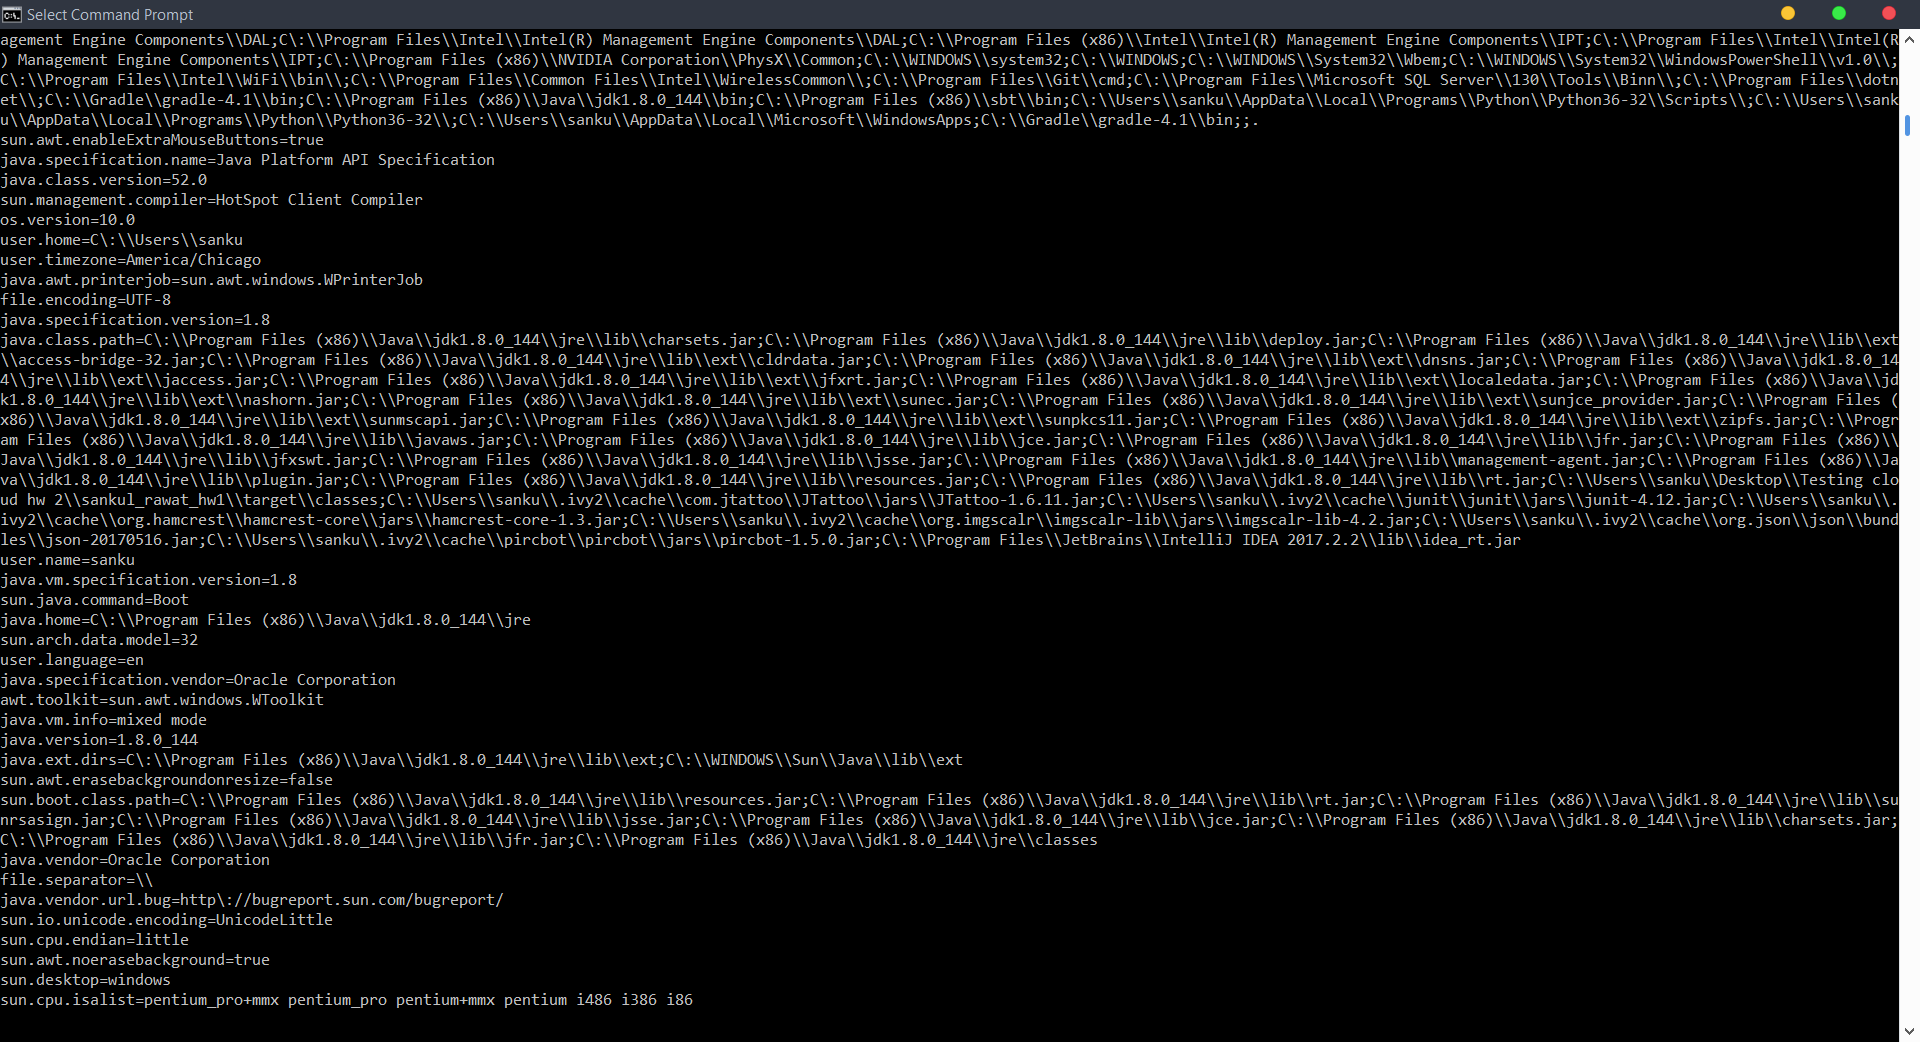 Select Command Prompt
agement Engine Components\\DAL;C\:\\Program Files\\Intel\\Intel(R) Management Engine Components\\DAL;C\:\\Program Files (x86)\\Intel\\Intel(R) Management Engine Components\\IPT;C\:\\Program Files\\Intel\\Intel(R
) Management Engine Components\\IPT;C\:\\Program Files (x86)\\NVIDIA Corporation\\PhysX\\Common;C\:\\WINDOWS\\system32;C\:\\WINDOWS;C\:\\WINDOWS\\System32\\Wbem;C\:\\WINDOWS\\System32\\WindowsPowerShell\\v1.0\\;
C\:\\Program Files\\Intel\\WiFi\\bin\\;C\:\\Program Files\\Common Files\\Intel\\WirelessCommon\\;C\:\\Program Files\\Git\\cmd;C\:\\Program Files\\Microsoft SQL Server\\130\\Tools\\Binn\\;C\:\\Program Files\\dotn
et\\;C\:\\Gradle\\gradle-4.1\\bin;C\:\\Program Files (x86)\\Java\\jdk1.8.0_144\\bin;C\:\\Program Files (x86)\\sbt\\bin;C\:\\Users\\sanku\\AppData\\Local\\Programs\\Python\\Python36-32\\Scripts\\;C\:\\Users\\sank
u\\AppData\\Local\\Programs\\Python\\Python36-32\\;C\:\\Users\\sanku\\AppData\\Local\\Microsoft\\WindowsApps;C\:\\Gradle\\gradle-4.1\\bin;;.
sun.awt.enableExtraMouseButtons=true
java.specification.name=Java Platform API Specification
java.class.version=52.0
sun.management.compiler=HotSpot Client Compiler
os.version=10.0
user.home=C\:\\Users\\sanku
user.timezone=America/Chicago
java.awt.printerjob=sun.awt.windows.WPrinterJob
file.encoding=UTF-8
java.specification.version=1.8
java.class.path=C\:\\Program Files (x86)\\Java\\jdk1.8.0_144\\jre\\lib\\charsets.jar;C\:\\Program Files (x86)\\Java\\jdk1.8.0_144\\jre\\lib\\deploy.jar;C\:\\Program Files (x86)\\Java\\jdk1.8.0_144\\jre\\lib\\ext
\\access-bridge-32.jar;C\:\\Program Files (x86)\\Java\\jdk1.8.0_144\\jre\\lib\\ext\\cldrdata.jar;C\:\\Program Files (x86)\\Java\\jdk1.8.0_144\\jre\\lib\\ext\\dnsns.jar;C\:\\Program Files (x86)\\Java\\jdk1.8.0_14
4\\jre\\lib\\ext\\jaccess.jar;C\:\\Program Files (x86)\\Java\\jdk1.8.0_144\\jre\\lib\\ext\\jfxrt.jar;C\:\\Program Files (x86)\\Java\\jdk1.8.0_144\\jre\\lib\\ext\\localedata.jar;C\:\\Program Files (x86)\\Java\\jd
k1.8.0_144\\jre\\lib\\ext\\nashorn.jar;C\:\\Program Files (x86)\\Java\\jdk1.8.0_144\\jre\\lib\\ext\\sunec.jar;C\:\\Program Files (x86)\\Java\\jdk1.8.0_144\\jre\\lib\\ext\\sunjce_provider.jar;C\:\\Program Files (
x86)\\Java\\jdk1.8.0_144\\jre\\lib\\ext\\sunmscapi.jar;C\:\\Program Files (x86)\\Java\\jdk1.8.0_144\\jre\\lib\\ext\\sunpkcs11.jar;C\:\\Program Files (x86)\\Java\\jdk1.8.0_144\\jre\\lib\\ext\\zipfs.jar;C\:\\Progr
am Files (x86)\\Java\\jdk1.8.0_144\\jre\\lib\\javaws.jar;C\:\\Program Files (x86)\\Java\\jdk1.8.0_144\\jre\\lib\\jce.jar;C\:\\Program Files (x86)\\Java\\jdk1.8.0_144\\jre\\lib\\jfr.jar;C\:\\Program Files (x86)\\
Java\\jdk1.8.0_144\\jre\\lib\\jfxswt.jar;C\:\\Program Files (x86)\\Java\\jdk1.8.0_144\\jre\\lib\\jsse.jar;C\:\\Program Files (x86)\\Java\\jdk1.8.0_144\\jre\\lib\\management-agent.jar;C\:\\Program Files (x86)\\Ja
va\\jdk1.8.0_144\\jre\\lib\\plugin.jar;C\:\\Program Files (x86)\\Java\\jdk1.8.0_144\\jre\\lib\\resources.jar;C\:\\Program Files (x86)\\Java\\jdk1.8.0_144\\jre\\lib\\rt.jar;C\:\\Users\\sanku\\Desktop\\Testing clo
ud hw 2\\sankul_rawat_hw1\\target\\classes;C\:\\Users\\sanku\\.ivy2\\cache\\com.jtattoo\\JTattoo\\jars\\JTattoo-1.6.11.jar;C\:\\Users\\sanku\\.ivy2\\cache\\junit\\junit\\jars\\junit-4.12.jar;C\:\\Users\\sanku\\.
ivy2\\cache\\org.hamcrest\\hamcrest-core\\jars\\hamcrest-core-1.3.jar;C\:\\Users\\sanku\\.ivy2\\cache\\org.imgscalr\\imgscalr-lib\\jars\\imgscalr-lib-4.2.jar;C\:\\Users\\sanku\\.ivy2\\cache\\org.json\\json\\bund
les\\json-20170516.jar;C\:\\Users\\sanku\\.ivy2\\cache\\pircbot\\pircbot\\jars\\pircbot-1.5.0.jar;C\:\\Program Files\\JetBrains\\IntelliJ IDEA 2017.2.2\\lib\\idea_rt.jar
user.name=sanku
java.vm.specification.version=1.8
sun.java.command=Boot
java.home=C\:\\Program Files (x86)\\Java\\jdk1.8.0_144\\jre
sun.arch.data.model=32
user.language=en
java.specification.vendor=Oracle Corporation
awt.toolkit=sun.awt.windows.WToolkit
java.vm.info=mixed mode
java.version=1.8.0_144
java.ext.dirs=C\:\\Program Files (x86)\\Java\\jdk1.8.0_144\\jre\\lib\\ext;C\:\\WINDOWS\\Sun\\Java\\lib\\ext
sun.awt.erasebackgroundonresize=false
sun.boot.class.path=C\:\\Program Files (x86)\\Java\\jdk1.8.0_144\\jre\\lib\\resources.jar;C\:\\Program Files (x86)\\Java\\jdk1.8.0_144\\jre\\lib\\rt.jar;C\:\\Program Files (x86)\\Java\\jdk1.8.0_144\\jre\\lib\\su
nrsasign.jar;C\:\\Program Files (x86)\\Java\\jdk1.8.0_144\\jre\\lib\\jsse.jar;C\:\\Program Files (x86)\\Java\\jdk1.8.0_144\\jre\\lib\\jce.jar;C\:\\Program Files (x86)\\Java\\jdk1.8.0_144\\jre\\lib\\charsets.jar;
C\:\\Program Files (x86)\\Java\\jdk1.8.0_144\\jre\\lib\\jfr.jar;C\:\\Program Files (x86)\\Java\\jdk1.8.0_144\\jre\\classes
java.vendor=Oracle Corporation
file.separator=\\
java.vendor.url.bug=http\://bugreport.sun.com/bugreport/
sun.io.unicode.encoding=UnicodeLittle
sun.cpu.endian=little
sun.awt.noerasebackground=true
sun.desktop=windows
sun.cpu.isalist=pentium_pro+mmx pentium_pro pentium+mmx pentium i486 i386 i86